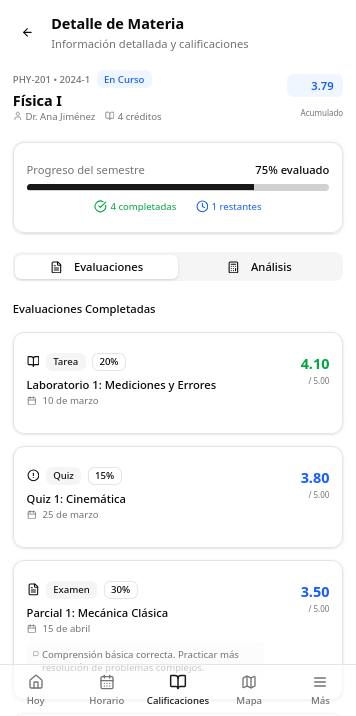 Detalle de Materia
Información detallada y calificaciones
PHY-201 • 2024-1 En Curso
3.79
Física I
Acumulado
Dr. Ana Jiménez 4 créditos
Progreso del semestre 75% evaluado
4 completadas 1 restantes
Evaluaciones Análisis
Evaluaciones Completadas
Tarea 20%
4.10
Laboratorio 1: Mediciones y Errores
/ 5.00
10 de marzo
Quiz 15%
3.80
Quiz 1: Cinemática
/ 5.00
25 de marzo
Examen 30%
3.50
Parcial 1: Mecánica Clásica
/ 5.00
15 de abril
Comprensión básica correcta. Practicar más
resolución de problemas complejos.
Hoy Horario Calificaciones Mapa Más